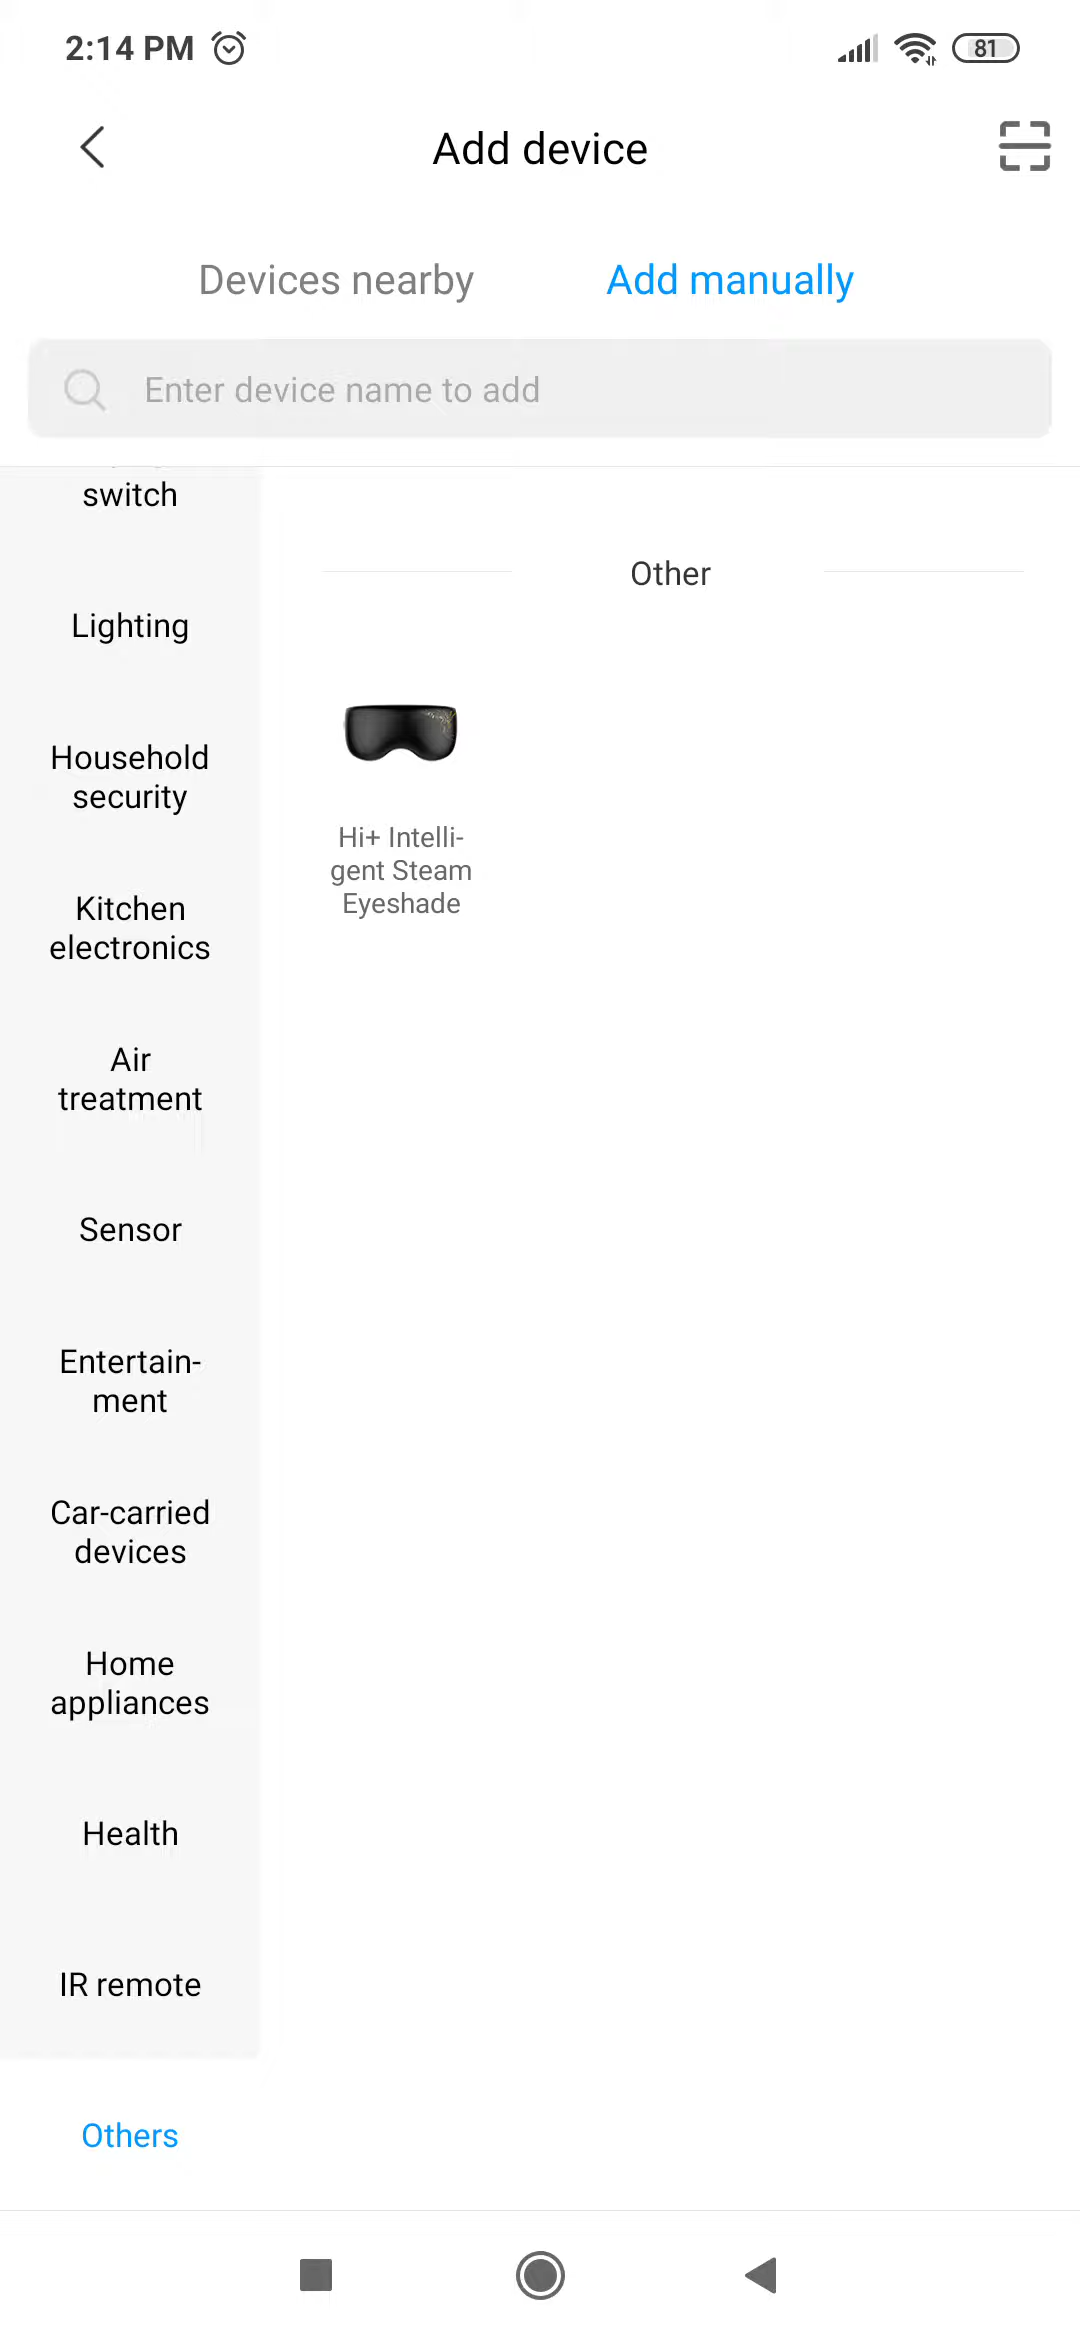 2:14 PM
81
Add device
Devices nearby
Add manually
Enter device name to add
switch
Lighting
Household
security
Kitchen
electronics
Air
treatment
Sensor
Entertain-
ment
Car-carried
devices
Home
appliances
Health
IR remote
Others
Other
Hi+ Intelli-
gent Steam
Eyeshade